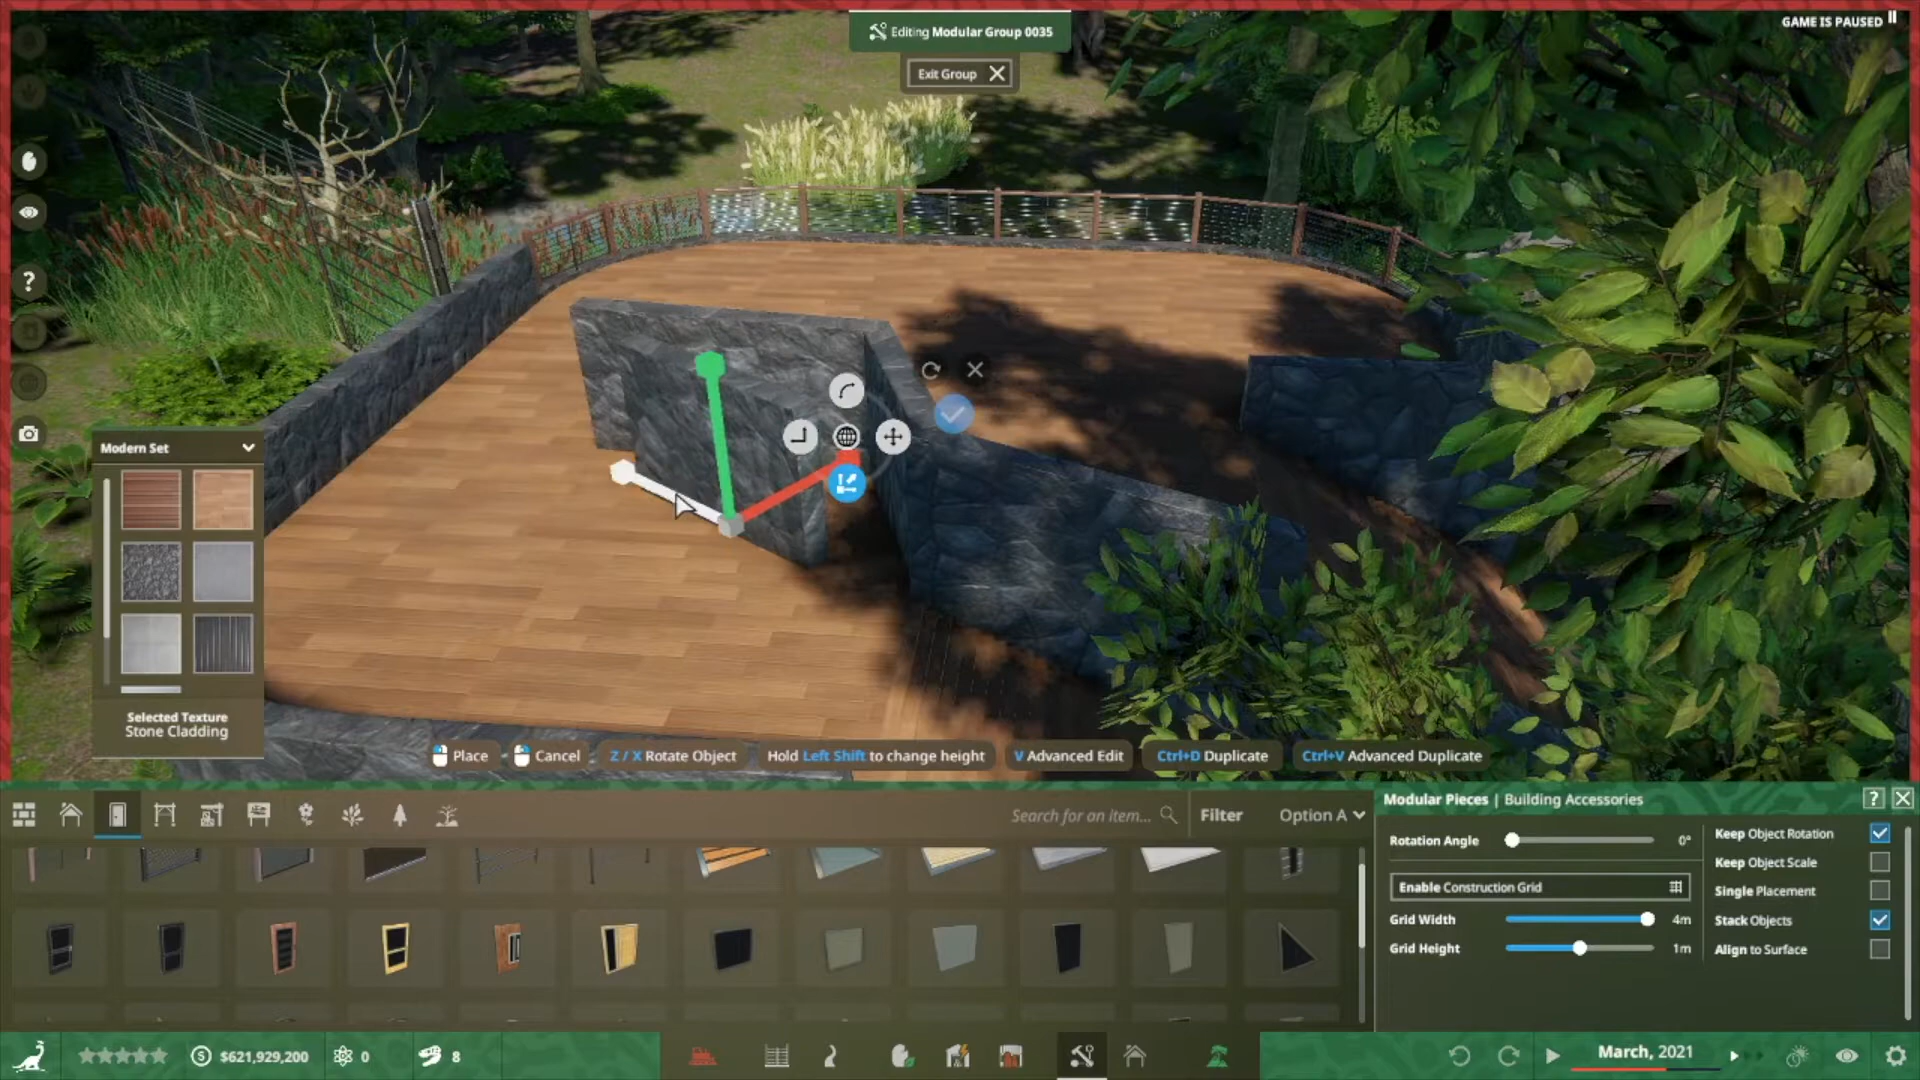 GAME IS PAUSED
Editing Modular Group 0035
Exit Group
Modern Set
Selected Texture
Stone Cladding
Place
Cancel
Z / X Rotate Object
Hold Left Shift to change height
V Advanced Edit
Ctrl+D Duplicate
Ctrl+V Advanced Duplicate
Search for an item...
Filter
Option A
Modular Pieces | Building Accessories
Rotation Angle
0°
Enable Construction Grid
Grid Width
4m
Grid Height
1m
Keep Object Rotation
Keep Object Scale
Single Placement
Stack Objects
Align to Surface
$621,929,200
0
8
March, 2021